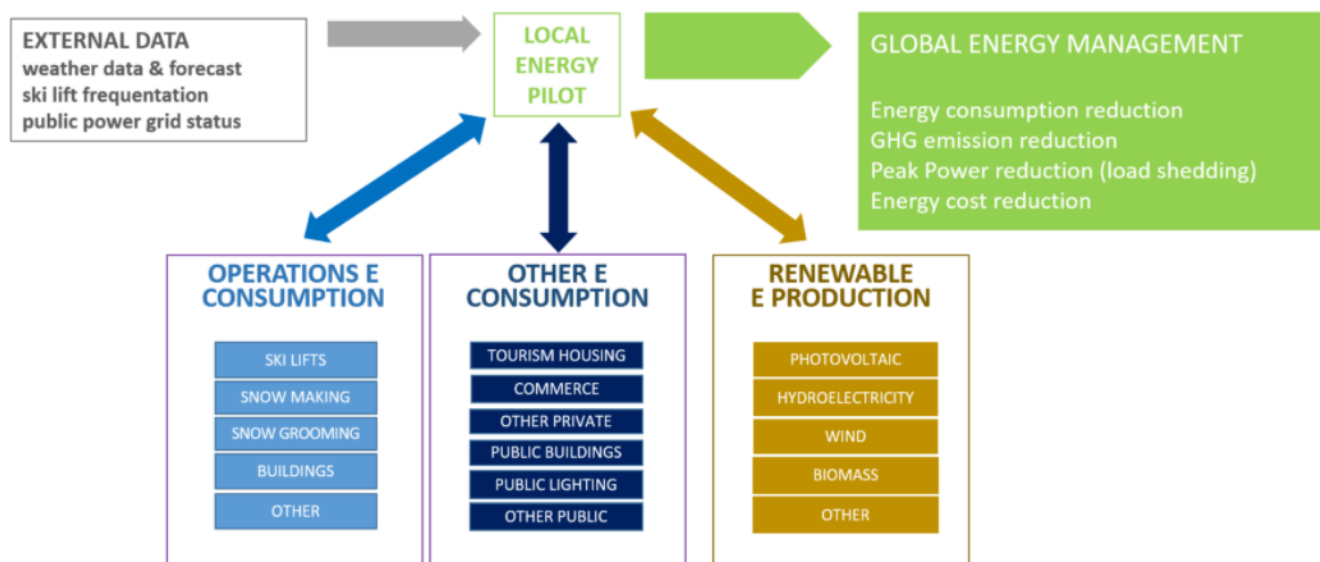 EXTERNAL DATA
weather data & forecast
ski lift frequentation
public power grid status
LOCAL
ENERGY
PILOT
GLOBAL ENERGY MANAGEMENT
Energy consumption reduction
GHG emission reduction
Peak Power reduction (load shedding)
Energy cost reduction
OPERATIONS E
CONSUMPTION
SKI LIFTS
SNOW MAKING
SNOW GROOMING
BUILDINGS
OTHER
OTHER E
CONSUMPTION
TOURISM HOUSING
COMMERCE
OTHER PRIVATE
PUBLIC BUILDINGS
PUBLIC LIGHTING
OTHER PUBLIC
RENEWABLE
E PRODUCTION
PHOTOVOLTAIC
HYDROELECTRICITY
WIND
BIOMASS
OTHER